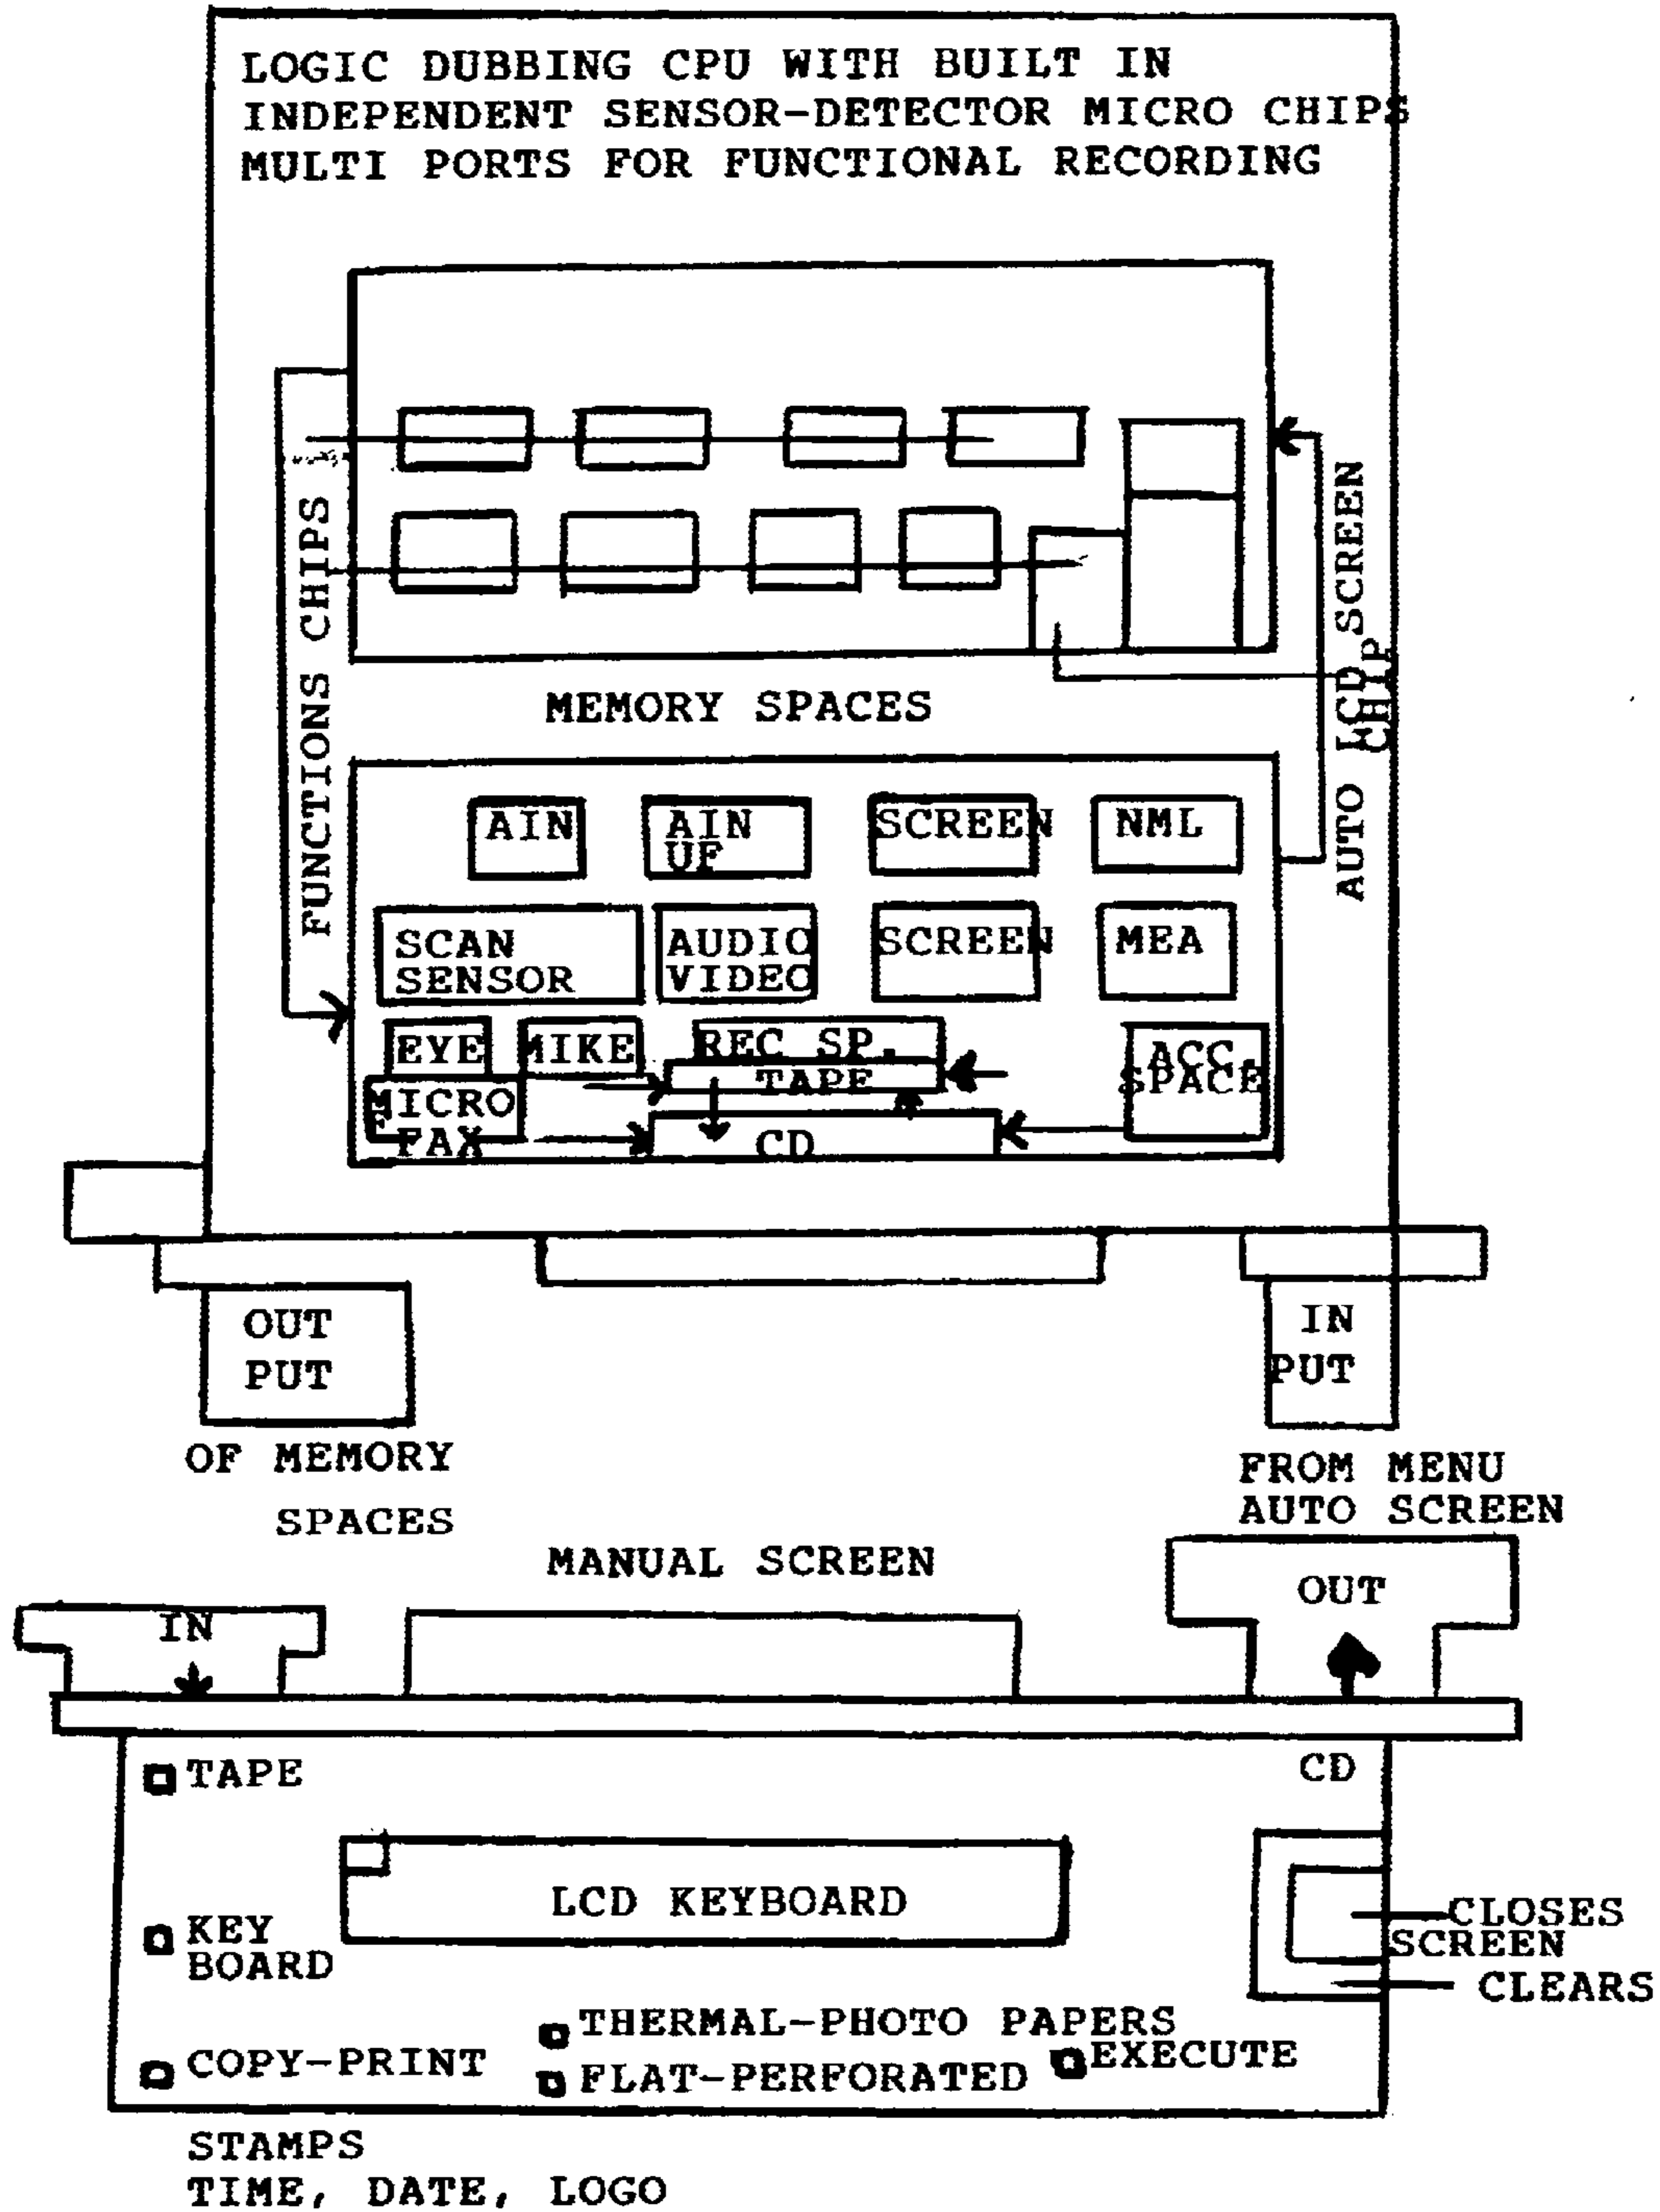 LOGIC DUBBING CPU WITH BUILT IN
INDEPENDENT SENSOR-DETECTOR MICRO CHIPS
MULTI PORTS FOR FUNCTIONAL RECORDING
FUNCTIONS CHIPS
AUTO LCD SCREEN
CHIP
MEMORY SPACES
AIN
AIN
UF
SCREEN
NML
SCAN
SENSOR
AUDIO
VIDEO
SCREEN
MEA
EYE
MIKE
REC SP.
TAPE
ACC.
SPACE
MICRO
FAX
CD
OUT
PUT
IN
PUT
OF MEMORY
SPACES
FROM MENU
AUTO SCREEN
MANUAL SCREEN
IN
OUT
TAPE
CD
LCD KEYBOARD
KEY
BOARD
CLOSES
SCREEN
CLEARS
THERMAL-PHOTO PAPERS
COPY-PRINT
EXECUTE
FLAT-PERFORATED
STAMPS
TIME, DATE, LOGO